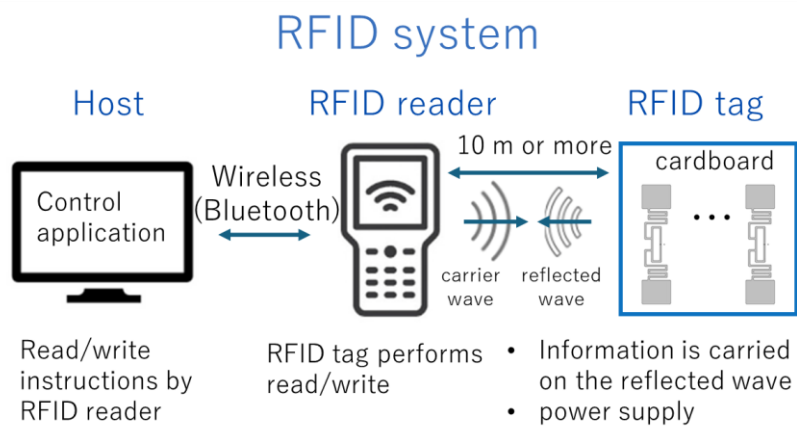 RFID system
Host
RFID reader
RFID tag
Control
application
Wireless
(Bluetooth)
10 m or more
carrier
wave
reflected
wave
cardboard
Read/write
instructions by
RFID reader
RFID tag performs
read/write
• Information is carried
on the reflected wave
• power supply